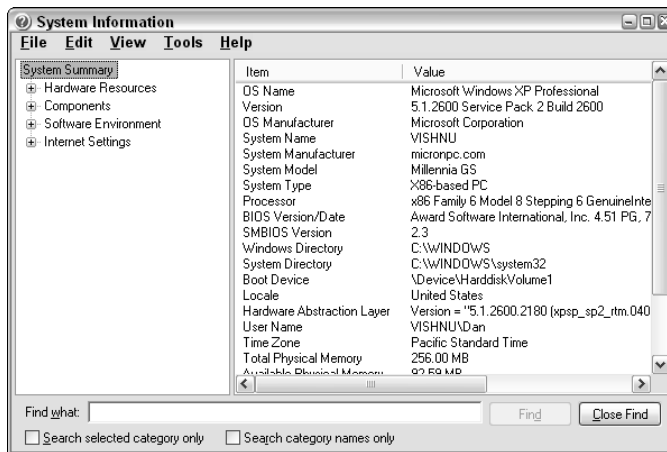 System Information
File Edit View Tools Help
System Summary
Hardware Resources
Components
Software Environment
Internet Settings
Item Value
OS Name Microsoft Windows XP Professional
Version 5.1.2600 Service Pack 2 Build 2600
OS Manufacturer Microsoft Corporation
System Name VISHNU
System Manufacturer micronpc.com
System Model Millennia GS
System Type X86-based PC
Processor x86 Family 6 Model 8 Stepping 6 GenuineInte
BIOS Version/Date Award Software International, Inc. 4.51 PG, 7
SMBIOS Version 2.3
Windows Directory C:\WINDOWS
System Directory C:\WINDOWS\system32
Boot Device \Device\HarddiskVolume1
Locale United States
Hardware Abstraction Layer Version = "5.1.2600.2180 (xpsp_sp2_rtm.040
User Name VISHNU\Dan
Time Zone Pacific Standard Time
Total Physical Memory 256.00 MB
Available Physical Memory 92.59 MB
Find what: Find Close Find
Search selected category only Search category names only